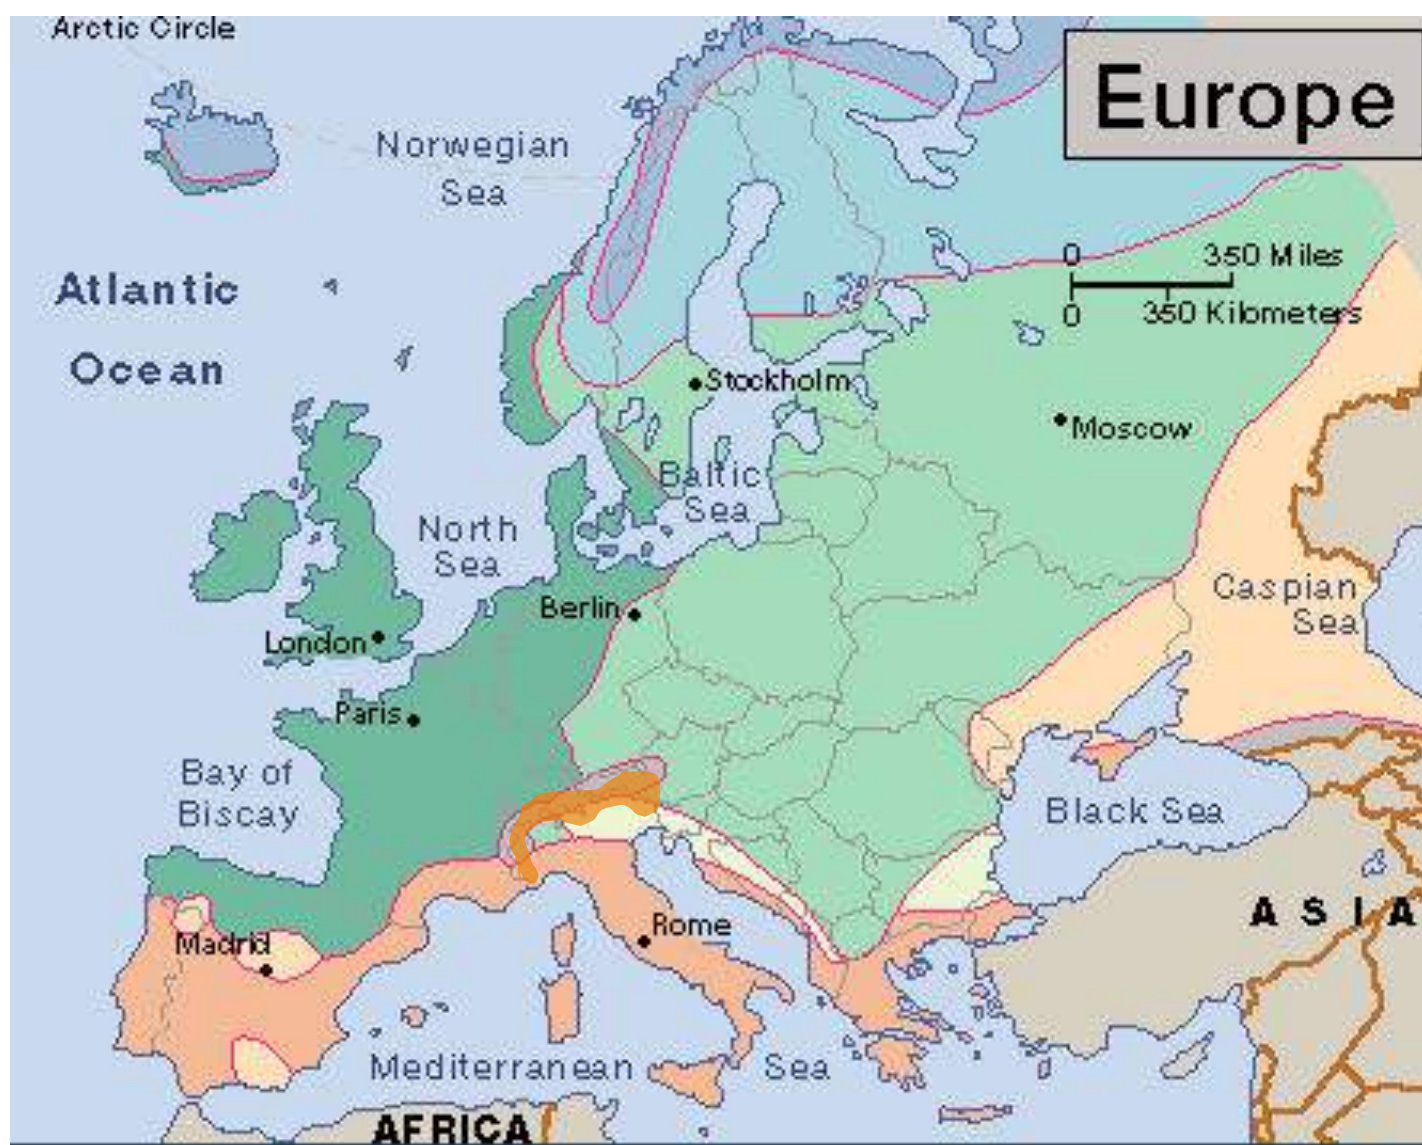 Arctic Circle
Europe
Norwegian
Sea
0 350 Miles
0 350 Kilometers
Atlantic
Ocean
Stockholm
Moscow
Baltic
Sea
North
Sea
Caspian
Sea
Berlin
London
Paris
Bay of
Biscay
Black Sea
ASIA
Rome
Madrid
Mediterranean Sea
AFRICA